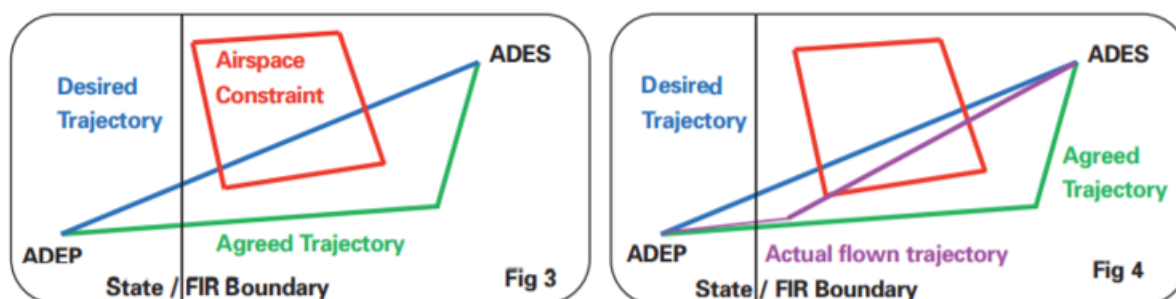 ADES
Airspace
Constraint
Desired
Trajectory
Agreed Trajectory
ADEP
State / FIR Boundary
Fig 3
ADES
Desired
Trajectory
Agreed
Trajectory
ADEP
Actual flown trajectory
State / FIR Boundary
Fig 4